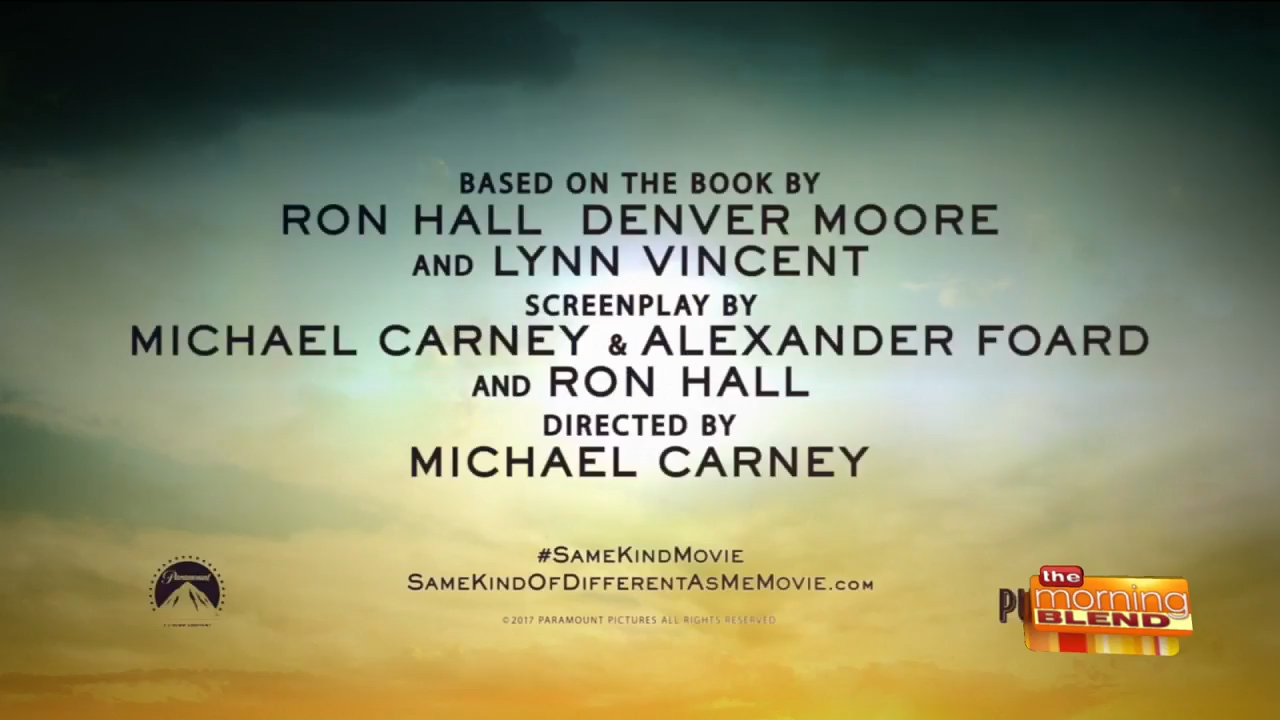 BASED ON THE BOOK BY
RON HALL DENVER MOORE
AND LYNN VINCENT
SCREENPLAY BY
MICHAEL CARNEY & ALEXANDER FOARD
AND RON HALL
DIRECTED BY
MICHAEL CARNEY
#SAMEKINDMOVIE
SAMEKINDOFDIFFERENTASMEMOVIE.COM
©2017 PARAMOUNT PICTURES ALL RIGHTS RESERVED
Paramount
the
morning
BLEND